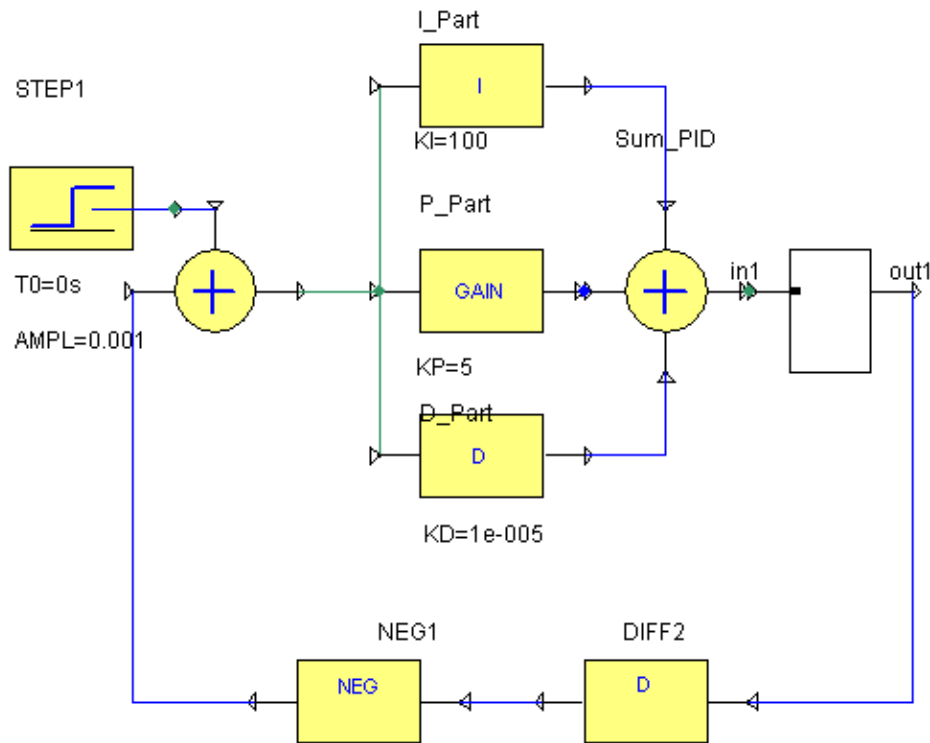 I_Part
I
KI=100
STEP1
Sum_PID
P_Part
GAIN
KP=5
T0=0s
AMPL=0.001
in1
out1
D_Part
D
KD=1e-005
NEG1
NEG
DIFF2
D